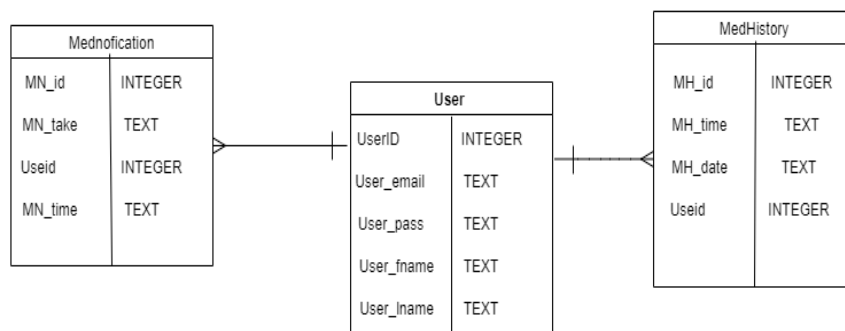 Mednofication
MN_id INTEGER
MN_take TEXT
Useid INTEGER
MN_time TEXT
User
UserID INTEGER
User_email TEXT
User_pass TEXT
User_fname TEXT
User_lname TEXT
MedHistory
MH_id INTEGER
MH_time TEXT
MH_date TEXT
Useid INTEGER